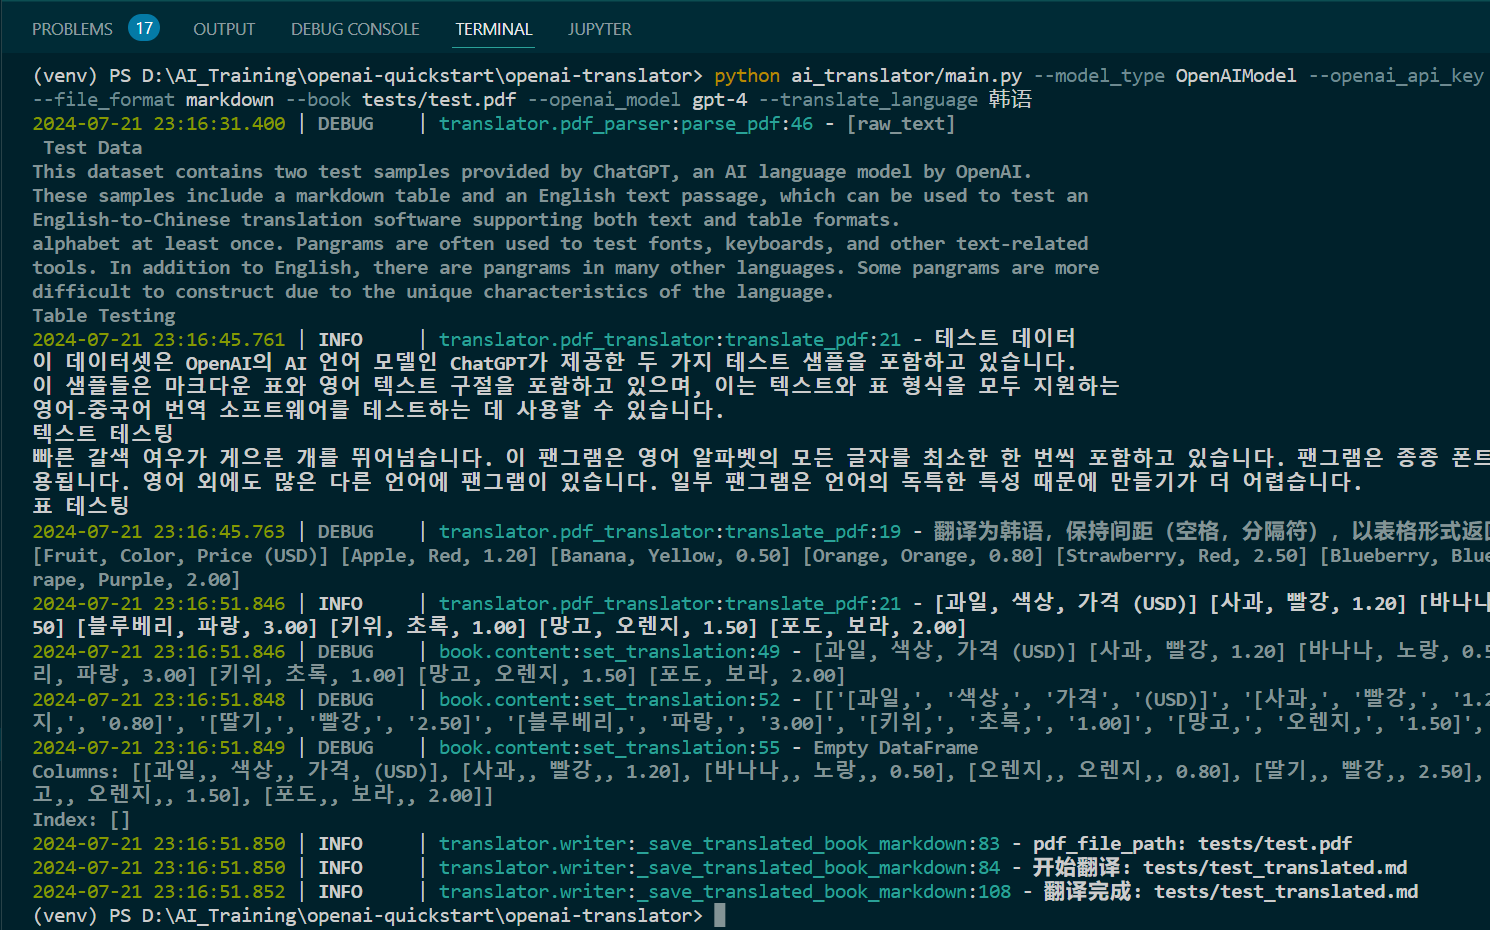 PROBLEMS 17 OUTPUT DEBUG CONSOLE TERMINAL JUPYTER
(venv) PS D:\AI_Training\openai-quickstart\openai-translator> python ai_translator/main.py --model_type OpenAIModel --openai_api_key
--file_format markdown --book tests/test.pdf --openai_model gpt-4 --translate_language 韩语
2024-07-21 23:16:31.400 | DEBUG    | translator.pdf_parser:parse_pdf:46 - [raw_text]
 Test Data
This dataset contains two test samples provided by ChatGPT, an AI language model by OpenAI.
These samples include a markdown table and an English text passage, which can be used to test an
English-to-Chinese translation software supporting both text and table formats.
alphabet at least once. Pangrams are often used to test fonts, keyboards, and other text-related
tools. In addition to English, there are pangrams in many other languages. Some pangrams are more
difficult to construct due to the unique characteristics of the language.
Table Testing
2024-07-21 23:16:45.761 | INFO     | translator.pdf_translator:translate_pdf:21 - 테스트 데이터
이 데이터셋은 OpenAI의 AI 언어 모델인 ChatGPT가 제공한 두 가지 테스트 샘플을 포함하고 있습니다.
이 샘플들은 마크다운 표와 영어 텍스트 구절을 포함하고 있으며, 이는 텍스트와 표 형식을 모두 지원하는
영어-중국어 번역 소프트웨어를 테스트하는 데 사용할 수 있습니다.
텍스트 테스팅
빠른 갈색 여우가 게으른 개를 뛰어넘습니다. 이 팬그램은 영어 알파벳의 모든 글자를 최소한 한 번씩 포함하고 있습니다. 팬그램은 종종 폰트
용됩니다. 영어 외에도 많은 다른 언어에 팬그램이 있습니다. 일부 팬그램은 언어의 독특한 특성 때문에 만들기가 더 어렵습니다.
표 테스팅
2024-07-21 23:16:45.763 | DEBUG    | translator.pdf_translator:translate_pdf:19 - 翻译为韩语，保持间距（空格，分隔符），以表格形式返回
[Fruit, Color, Price (USD)] [Apple, Red, 1.20] [Banana, Yellow, 0.50] [Orange, Orange, 0.80] [Strawberry, Red, 2.50] [Blueberry, Blue
rape, Purple, 2.00]
2024-07-21 23:16:51.846 | INFO     | translator.pdf_translator:translate_pdf:21 - [과일, 색상, 가격 (USD)] [사과, 빨강, 1.20] [바나나
50] [블루베리, 파랑, 3.00] [키위, 초록, 1.00] [망고, 오렌지, 1.50] [포도, 보라, 2.00]
2024-07-21 23:16:51.846 | DEBUG    | book.content:set_translation:49 - [과일, 색상, 가격 (USD)] [사과, 빨강, 1.20] [바나나, 노랑, 0.5
리, 파랑, 3.00] [키위, 초록, 1.00] [망고, 오렌지, 1.50] [포도, 보라, 2.00]
2024-07-21 23:16:51.848 | DEBUG    | book.content:set_translation:52 - [['[과일,', '색상,', '가격', '(USD)]', '[사과,', '빨강,', '1.2
지,', '0.80]', '[딸기,', '빨강,', '2.50]', '[블루베리,', '파랑,', '3.00]', '[키위,', '초록,', '1.00]', '[망고,', '오렌지,', '1.50]',
2024-07-21 23:16:51.849 | DEBUG    | book.content:set_translation:55 - Empty DataFrame
Columns: [[과일,, 색상,, 가격, (USD)], [사과,, 빨강,, 1.20], [바나나,, 노랑,, 0.50], [오렌지,, 오렌지,, 0.80], [딸기,, 빨강,, 2.50],
고,, 오렌지,, 1.50], [포도,, 보라,, 2.00]]
Index: []
2024-07-21 23:16:51.850 | INFO     | translator.writer:_save_translated_book_markdown:83 - pdf_file_path: tests/test.pdf
2024-07-21 23:16:51.850 | INFO     | translator.writer:_save_translated_book_markdown:84 - 开始翻译: tests/test_translated.md
2024-07-21 23:16:51.852 | INFO     | translator.writer:_save_translated_book_markdown:108 - 翻译完成: tests/test_translated.md
(venv) PS D:\AI_Training\openai-quickstart\openai-translator>